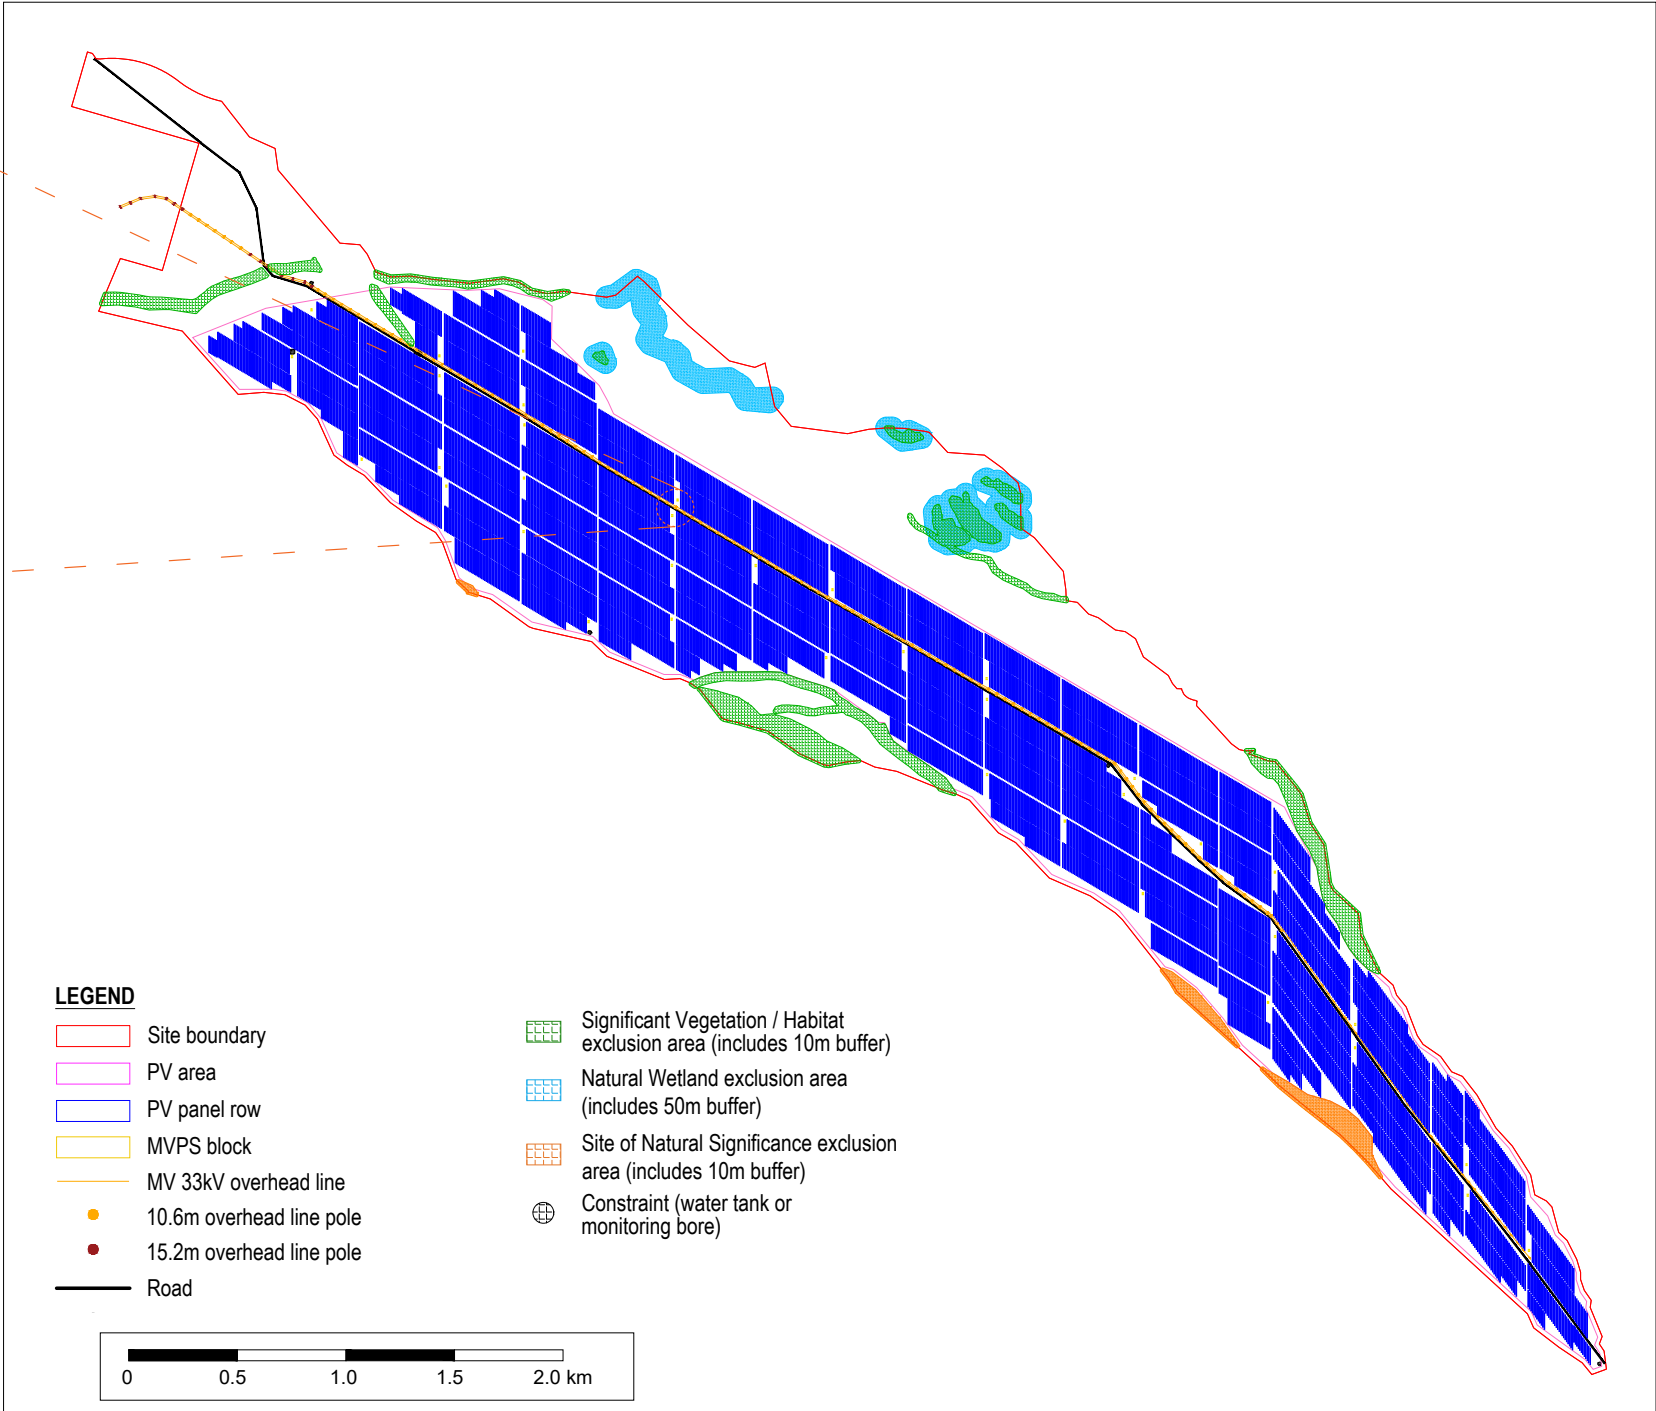 LEGEND
Site boundary
PV area
PV panel row
MVPS block
MV 33kV overhead line
10.6m overhead line pole
15.2m overhead line pole
Road
Significant Vegetation / Habitat
exclusion area (includes 10m buffer)
Natural Wetland exclusion area
(includes 50m buffer)
Site of Natural Significance exclusion
area (includes 10m buffer)
Constraint (water tank or
monitoring bore)
0 0.5 1.0 1.5 2.0 km